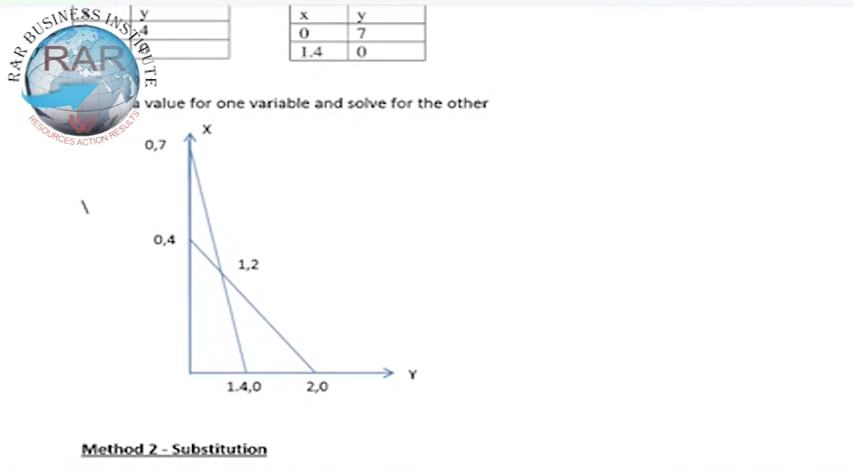 y
x y
4
0 7
1.4 0
RAR BUSINESS INSTITUTE
RAR
RESOURCES ACTION RESULTS
a value for one variable and solve for the other
X
0,7
0,4
1,2
Y
1.4,0 2,0
Method 2 - Substitution